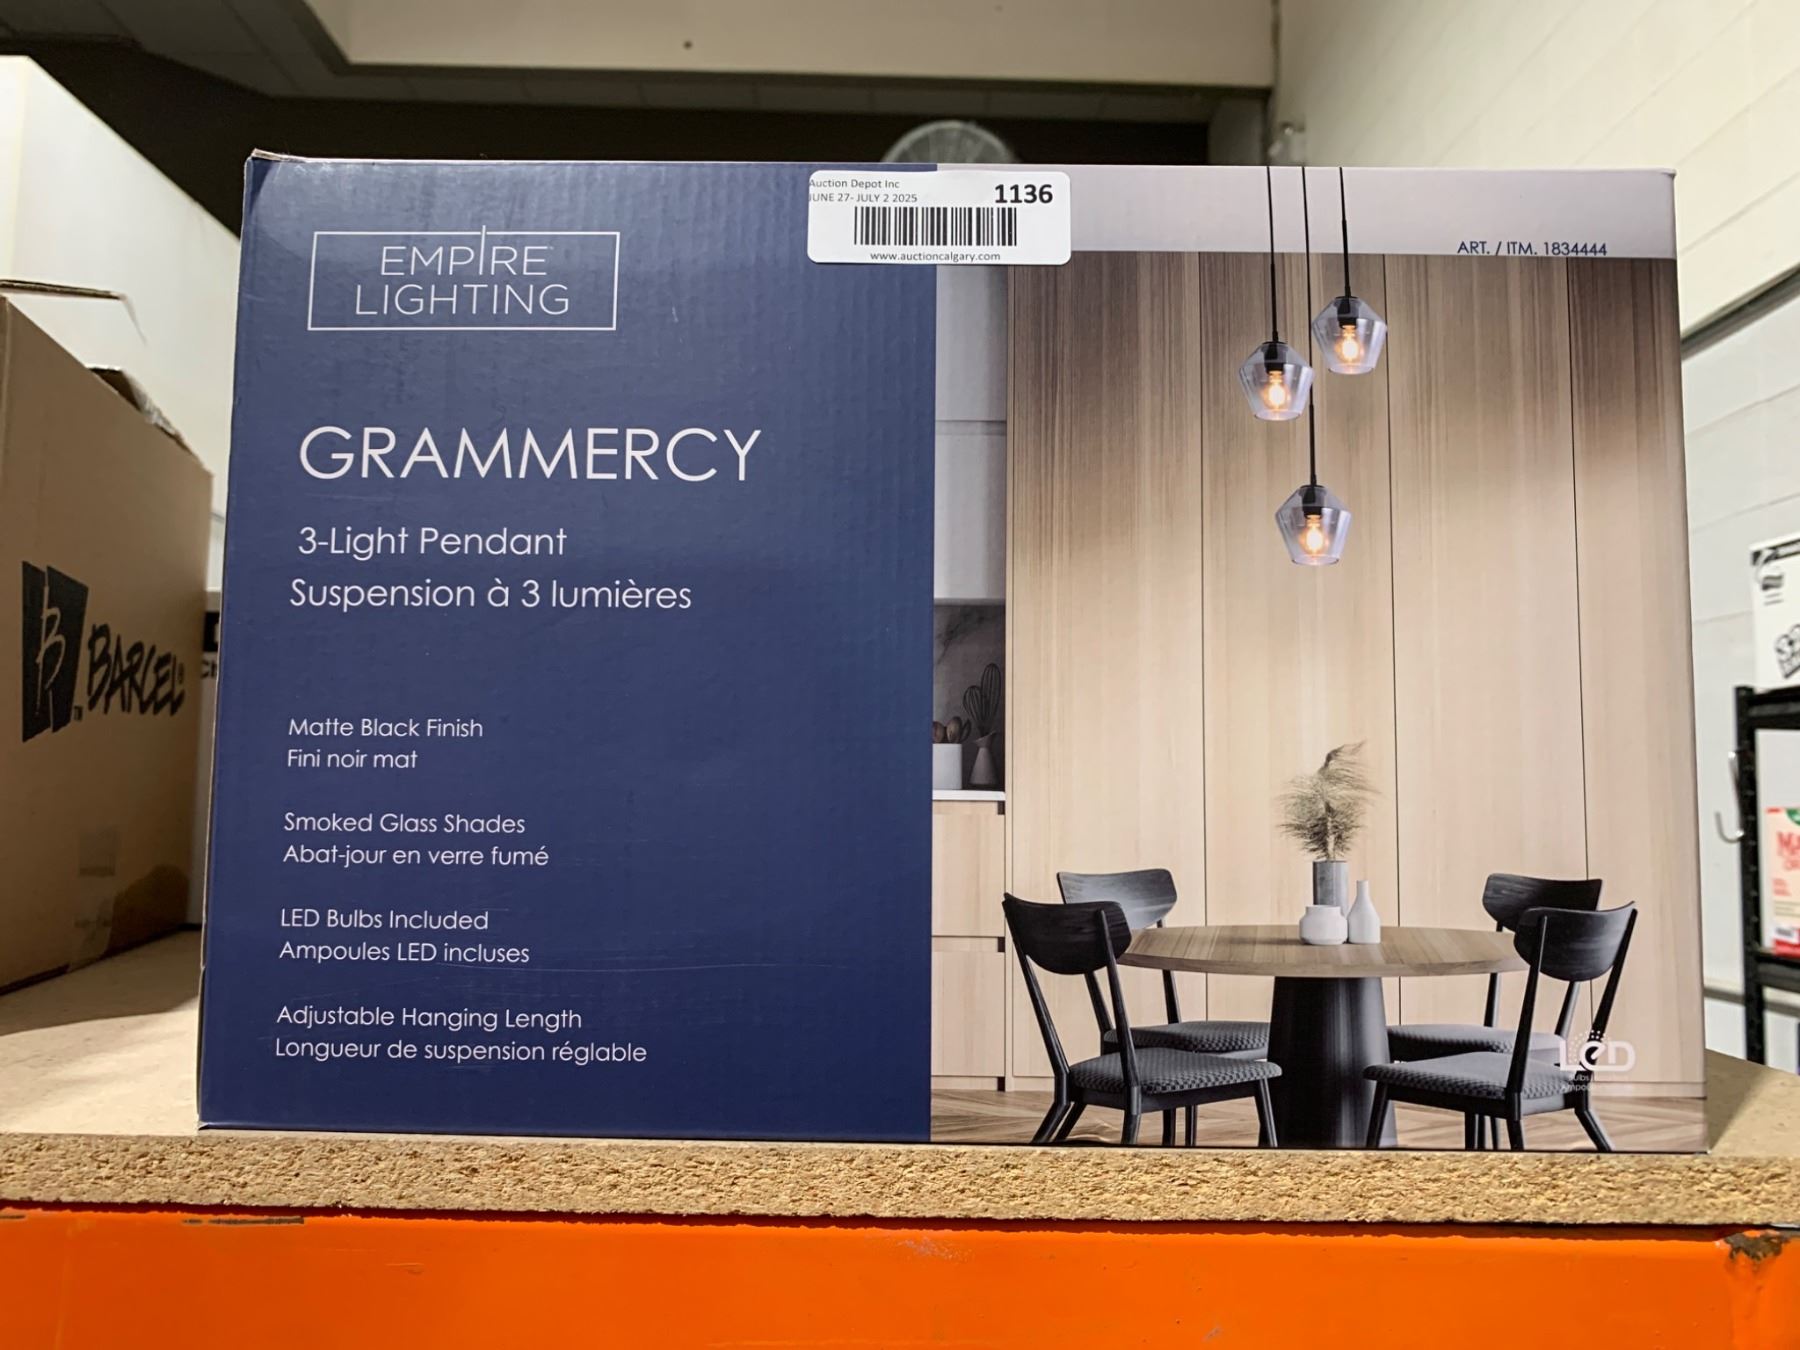 Auction Depot Inc
JUNE 27- JULY 2 2025
1136
www.auctioncalgary.com
EMPIRE
LIGHTING
ART. / ITM. 1834444
GRAMMERCY
3-Light Pendant
Suspension à 3 lumières
Matte Black Finish
Fini noir mat
Smoked Glass Shades
Abat-jour en verre fumé
LED Bulbs Included
Ampoules LED incluses
Adjustable Hanging Length
Longueur de suspension réglable
LED
Bulbs
BARCEL®